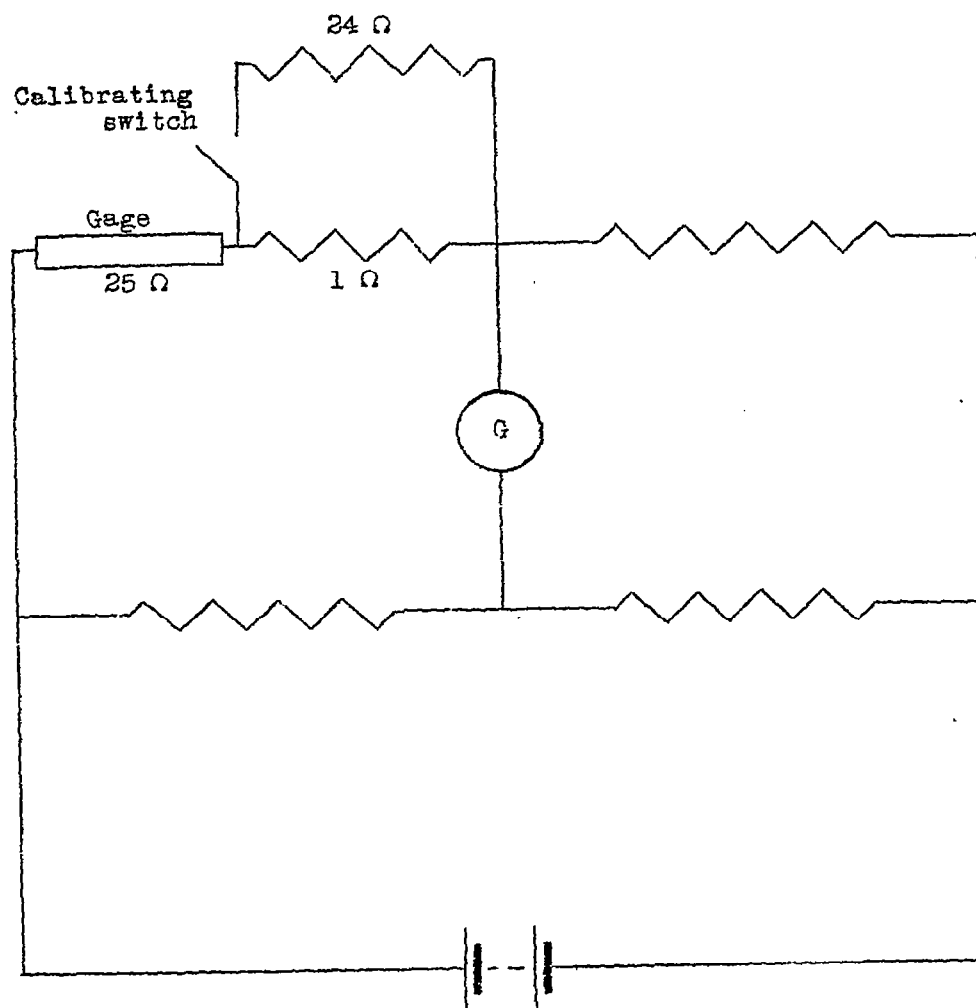 24 Ω
Calibrating
switch
Gage
25 Ω
1 Ω
G